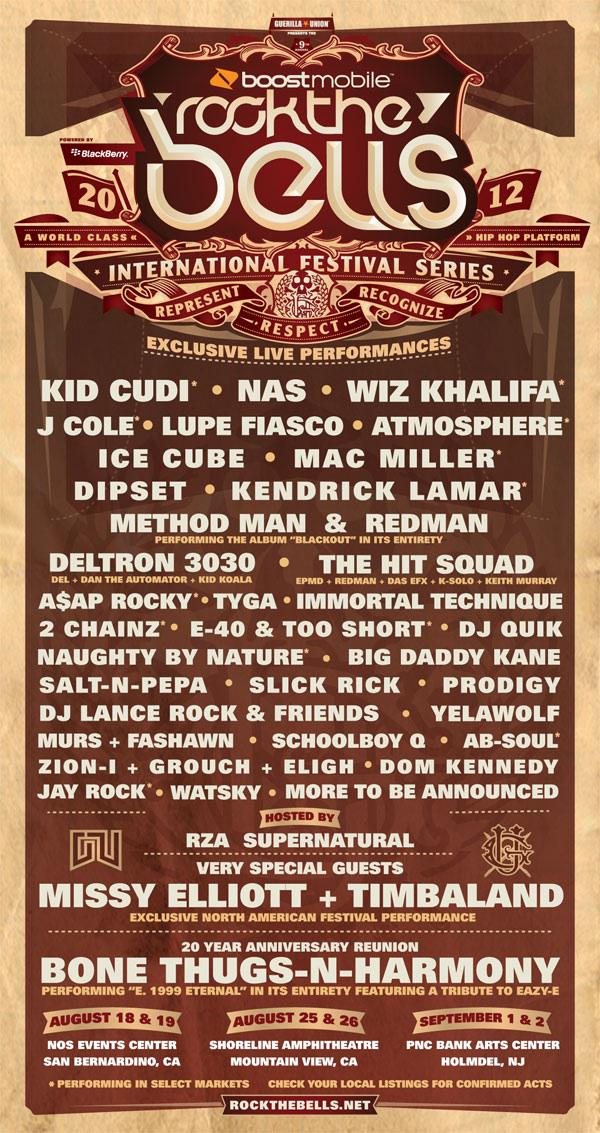 GUERILLA UNION
PRESENTS THE
9TH ANNUAL
boostmobile™
rockthe
bells
POWERED BY
BlackBerry.
20 12
A WORLD CLASS « » HIP HOP PLATFORM
• INTERNATIONAL FESTIVAL SERIES •
REPRESENT RECOGNIZE
• RESPECT •
EXCLUSIVE LIVE PERFORMANCES
KID CUDI* • NAS • WIZ KHALIFA*
J COLE* • LUPE FIASCO • ATMOSPHERE*
ICE CUBE • MAC MILLER*
DIPSET • KENDRICK LAMAR*
METHOD MAN & REDMAN
PERFORMING THE ALBUM "BLACKOUT" IN ITS ENTIRETY
DELTRON 3030 • THE HIT SQUAD
DEL + DAN THE AUTOMATOR + KID KOALA EPMD + REDMAN + DAS EFX + K-SOLO + KEITH MURRAY
A$AP ROCKY* • TYGA • IMMORTAL TECHNIQUE
2 CHAINZ* • E-40 & TOO SHORT* • DJ QUIK
NAUGHTY BY NATURE* • BIG DADDY KANE
SALT-N-PEPA • SLICK RICK • PRODIGY
DJ LANCE ROCK & FRIENDS • YELAWOLF
MURS + FASHAWN • SCHOOLBOY Q • AB-SOUL*
ZION-I + GROUCH + ELIGH • DOM KENNEDY
JAY ROCK* • WATSKY • MORE TO BE ANNOUNCED
HOSTED BY
RZA SUPERNATURAL
VERY SPECIAL GUESTS
MISSY ELLIOTT + TIMBALAND
EXCLUSIVE NORTH AMERICAN FESTIVAL PERFORMANCE
20 YEAR ANNIVERSARY REUNION
BONE THUGS-N-HARMONY
PERFORMING "E. 1999 ETERNAL" IN ITS ENTIRETY FEATURING A TRIBUTE TO EAZY-E
AUGUST 18 & 19 AUGUST 25 & 26 SEPTEMBER 1 & 2
NOS EVENTS CENTER SHORELINE AMPHITHEATRE PNC BANK ARTS CENTER
SAN BERNARDINO, CA MOUNTAIN VIEW, CA HOLMDEL, NJ
* PERFORMING IN SELECT MARKETS CHECK YOUR LOCAL LISTINGS FOR CONFIRMED ACTS
ROCKTHEBELLS.NET